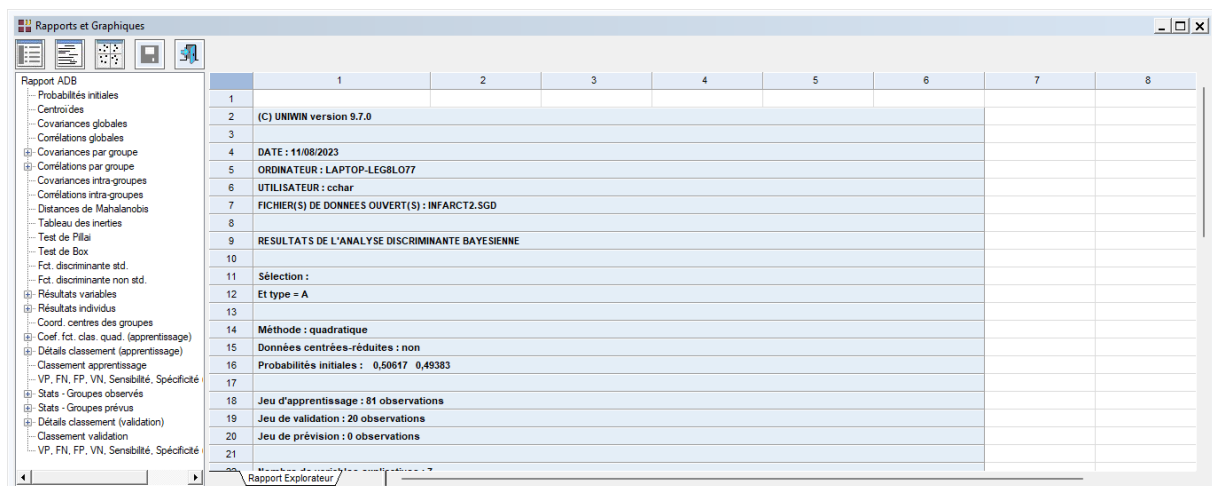 Rapports et Graphiques
Rapport ADB
Probabilités initiales
Centroïdes
Covariances globales
Corrélations globales
Covariances par groupe
Corrélations par groupe
Covariances intra-groupes
Corrélations intra-groupes
Distances de Mahalanobis
Tableau des inerties
Test de Pillai
Test de Box
Fct. discriminante std.
Fct. discriminante non std.
Résultats variables
Résultats individus
Coord. centres des groupes
Coef. fct. clas. quad. (apprentissage)
Détails classement (apprentissage)
Classement apprentissage
VP, FN, FP, VN, Sensibilité, Spécificité
Stats - Groupes observés
Stats - Groupes prévus
Détails classement (validation)
Classement validation
VP, FN, FP, VN, Sensibilité, Spécificité
1 2 3 4 5 6 7 8
1
2 (C) UNIWIN version 9.7.0
3
4 DATE : 11/08/2023
5 ORDINATEUR : LAPTOP-LEG8LO77
6 UTILISATEUR : cchar
7 FICHIER(S) DE DONNEES OUVERT(S) : INFARCT2.SGD
8
9 RESULTATS DE L'ANALYSE DISCRIMINANTE BAYESIENNE
10
11 Sélection :
12 Et type = A
13
14 Méthode : quadratique
15 Données centrées-réduites : non
16 Probabilités initiales : 0,50617 0,49383
17
18 Jeu d'apprentissage : 81 observations
19 Jeu de validation : 20 observations
20 Jeu de prévision : 0 observations
21
22 Nombre de variables explicatives : 7
Rapport Explorateur